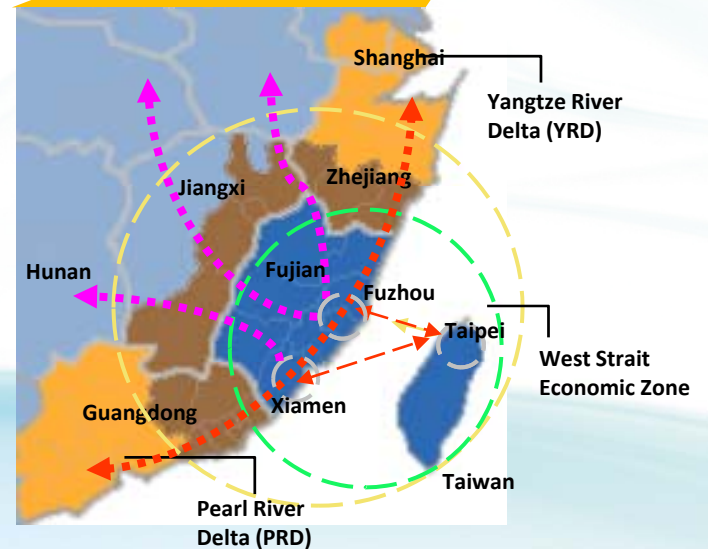 Shanghai
Yangtze River
Delta (YRD)
Zhejiang
Jiangxi
Hunan
Fujian
Fuzhou
Taipei
West Strait
Economic Zone
Guangdong
Xiamen
Taiwan
Pearl River
Delta (PRD)